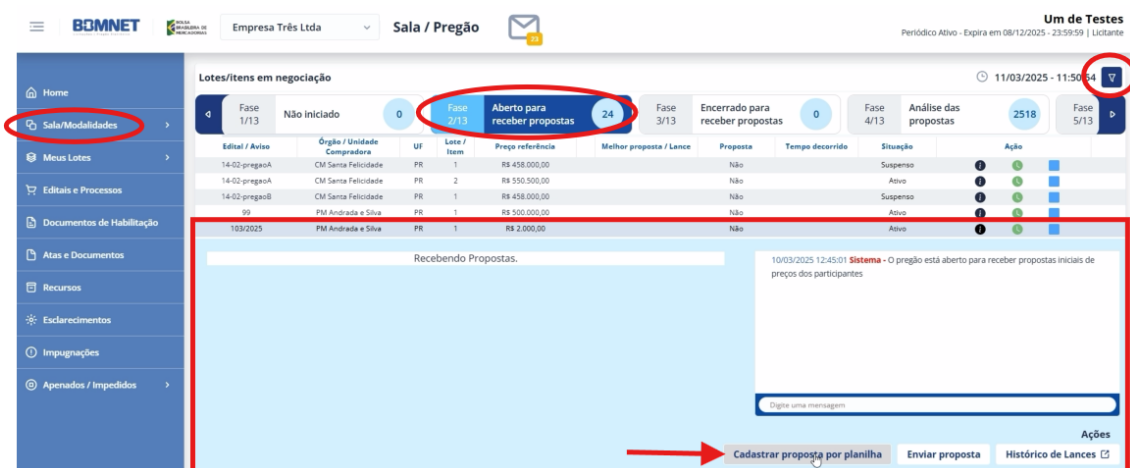 BBMNET
BOLSA
BRASILEIRA DE
MERCADORIAS
Empresa Três Ltda
Sala / Pregão
23
Um de Testes
Periódico Ativo - Expira em 08/12/2025 - 23:59:59 | Licitante
Home
Sala/Modalidades
Meus Lotes
Editais e Processos
Documentos de Habilitação
Atas e Documentos
Recursos
Esclarecimentos
Impugnações
Apenados / Impedidos
Lotes/itens em negociação
11/03/2025 - 11:50:54
Fase 1/13 Não iniciado 0
Fase 2/13 Aberto para receber propostas 24
Fase 3/13 Encerrado para receber propostas 0
Fase 4/13 Análise das propostas 2518
Fase 5/13
Edital / Aviso Órgão / Unidade Compradora UF Lote / Item Preço referência Melhor proposta / Lance Proposta Tempo decorrido Situação Ação
14-02-pregaoA CM Santa Felicidade PR 1 R$ 458.000,00 Não Suspenso
14-02-pregaoA CM Santa Felicidade PR 2 R$ 550.500,00 Não Ativo
14-02-pregaoB CM Santa Felicidade PR 1 R$ 458.000,00 Não Suspenso
99 PM Andrada e Silva PR 1 R$ 500.000,00 Não Ativo
103/2025 PM Andrada e Silva PR 1 R$ 2.000,00 Não Ativo
Recebendo Propostas.
10/03/2025 12:45:01 Sistema - O pregão está aberto para receber propostas iniciais de
preços dos participantes
Digite uma mensagem
Ações
Cadastrar proposta por planilha
Enviar proposta
Histórico de Lances